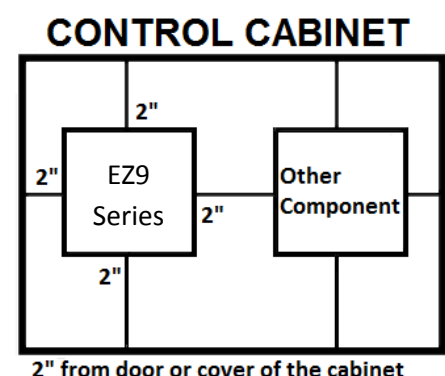 CONTROL CABINET
2"
2"
EZ9
Series
2"
2"
Other
Component
2" from door or cover of the cabinet